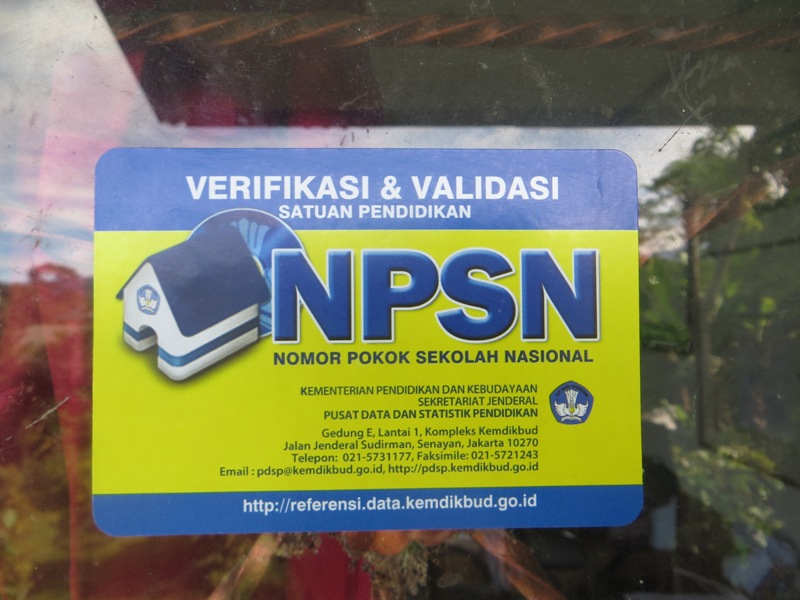 VERIFIKASI & VALIDASI
SATUAN PENDIDIKAN
NPSN
NOMOR POKOK SEKOLAH NASIONAL
KEMENTERIAN PENDIDIKAN DAN KEBUDAYAAN
SEKRETARIAT JENDERAL
PUSAT DATA DAN STATISTIK PENDIDIKAN
Gedung E, Lantai 1, Kompleks Kemdikbud
Jalan Jenderal Sudirman, Senayan, Jakarta 10270
Telepon: 021-5731177, Faksimile: 021-5721243
Email : pdsp@kemdikbud.go.id, http://pdsp.kemdikbud.go.id
http://referensi.data.kemdikbud.go.id